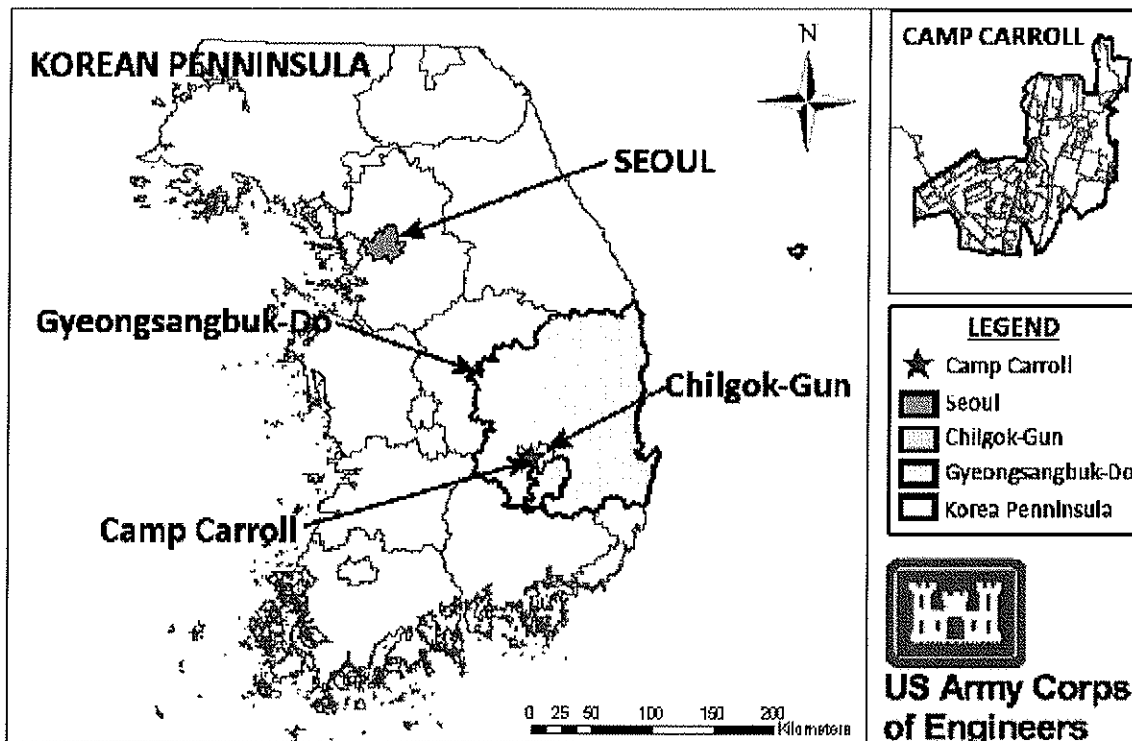 KOREAN PENNINSULA
N
SEOUL
Gyeongsangbuk-Do
Chilgok-Gun
Camp Carroll
0 25 50 100 150 200
Kilometers
CAMP CARROLL
LEGEND
Camp Carroll
Seoul
Chilgok-Gun
Gyeongsangbuk-Do
Korea Penninsula
US Army Corps
of Engineers